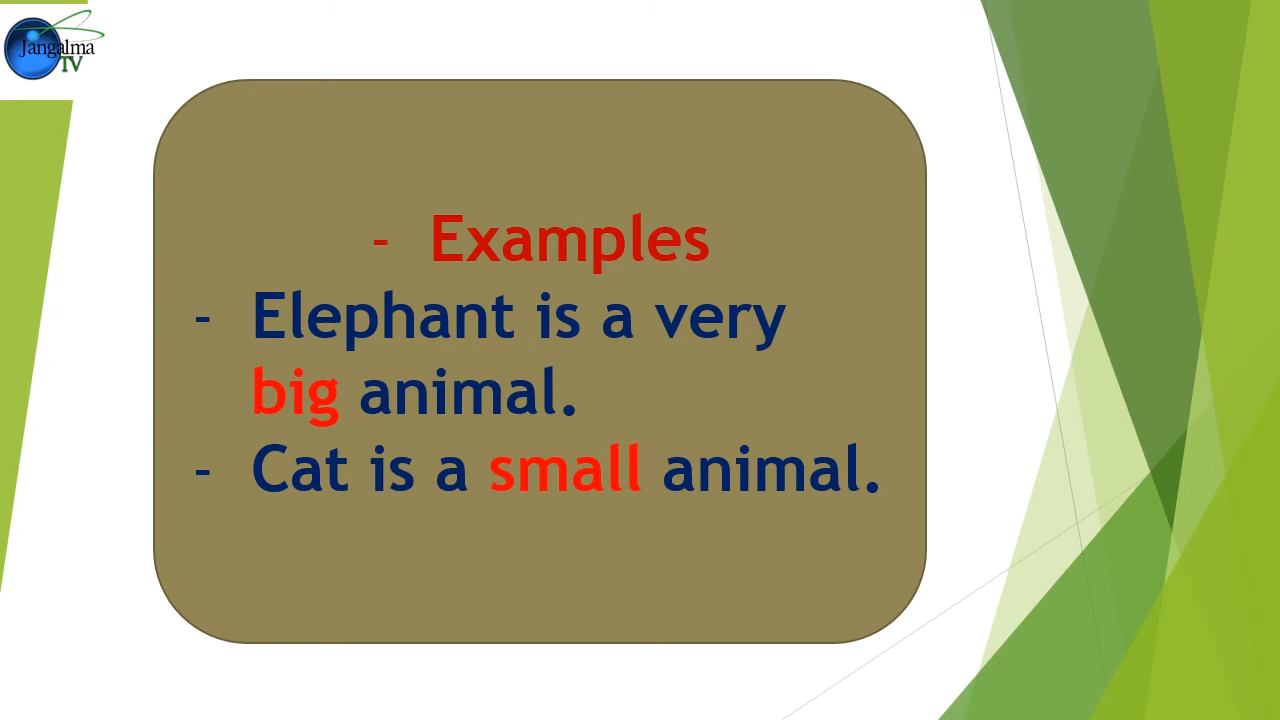 Jangalma
TV
- Examples
- Elephant is a very
big animal.
- Cat is a small animal.